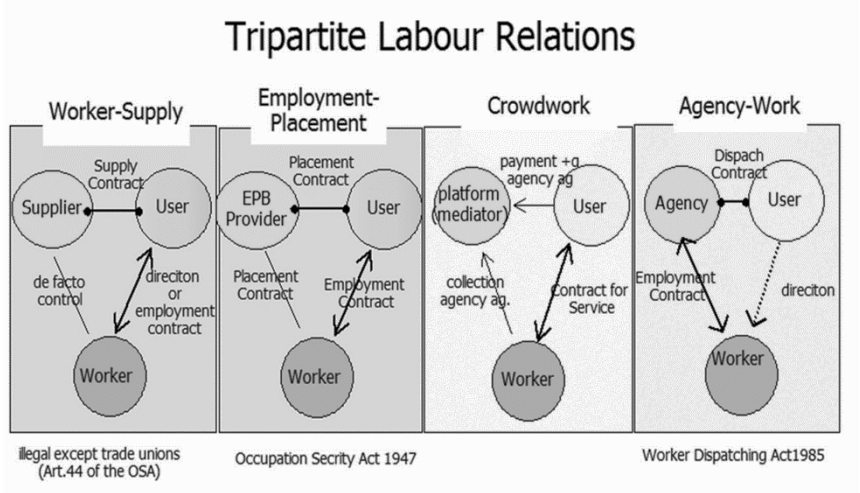 Tripartite Labour Relations
Worker-Supply
Supply
Contract
Supplier
User
de facto
control
direciton
or
employment
contract
Worker
illegal except trade unions
(Art.44 of the OSA)
Employment-
Placement
Placement
Contract
EPB
Provider
User
Placement
Contract
Employment
Contract
Worker
Occupation Secrity Act 1947
Crowdwork
payment +q
agency ag
platform
(mediator)
User
collection
agency ag.
Contract for
Service
Worker
Agency-Work
Dispach
Contract
Agency
User
Employment
Contract
direciton
Worker
Worker Dispatching Act1985